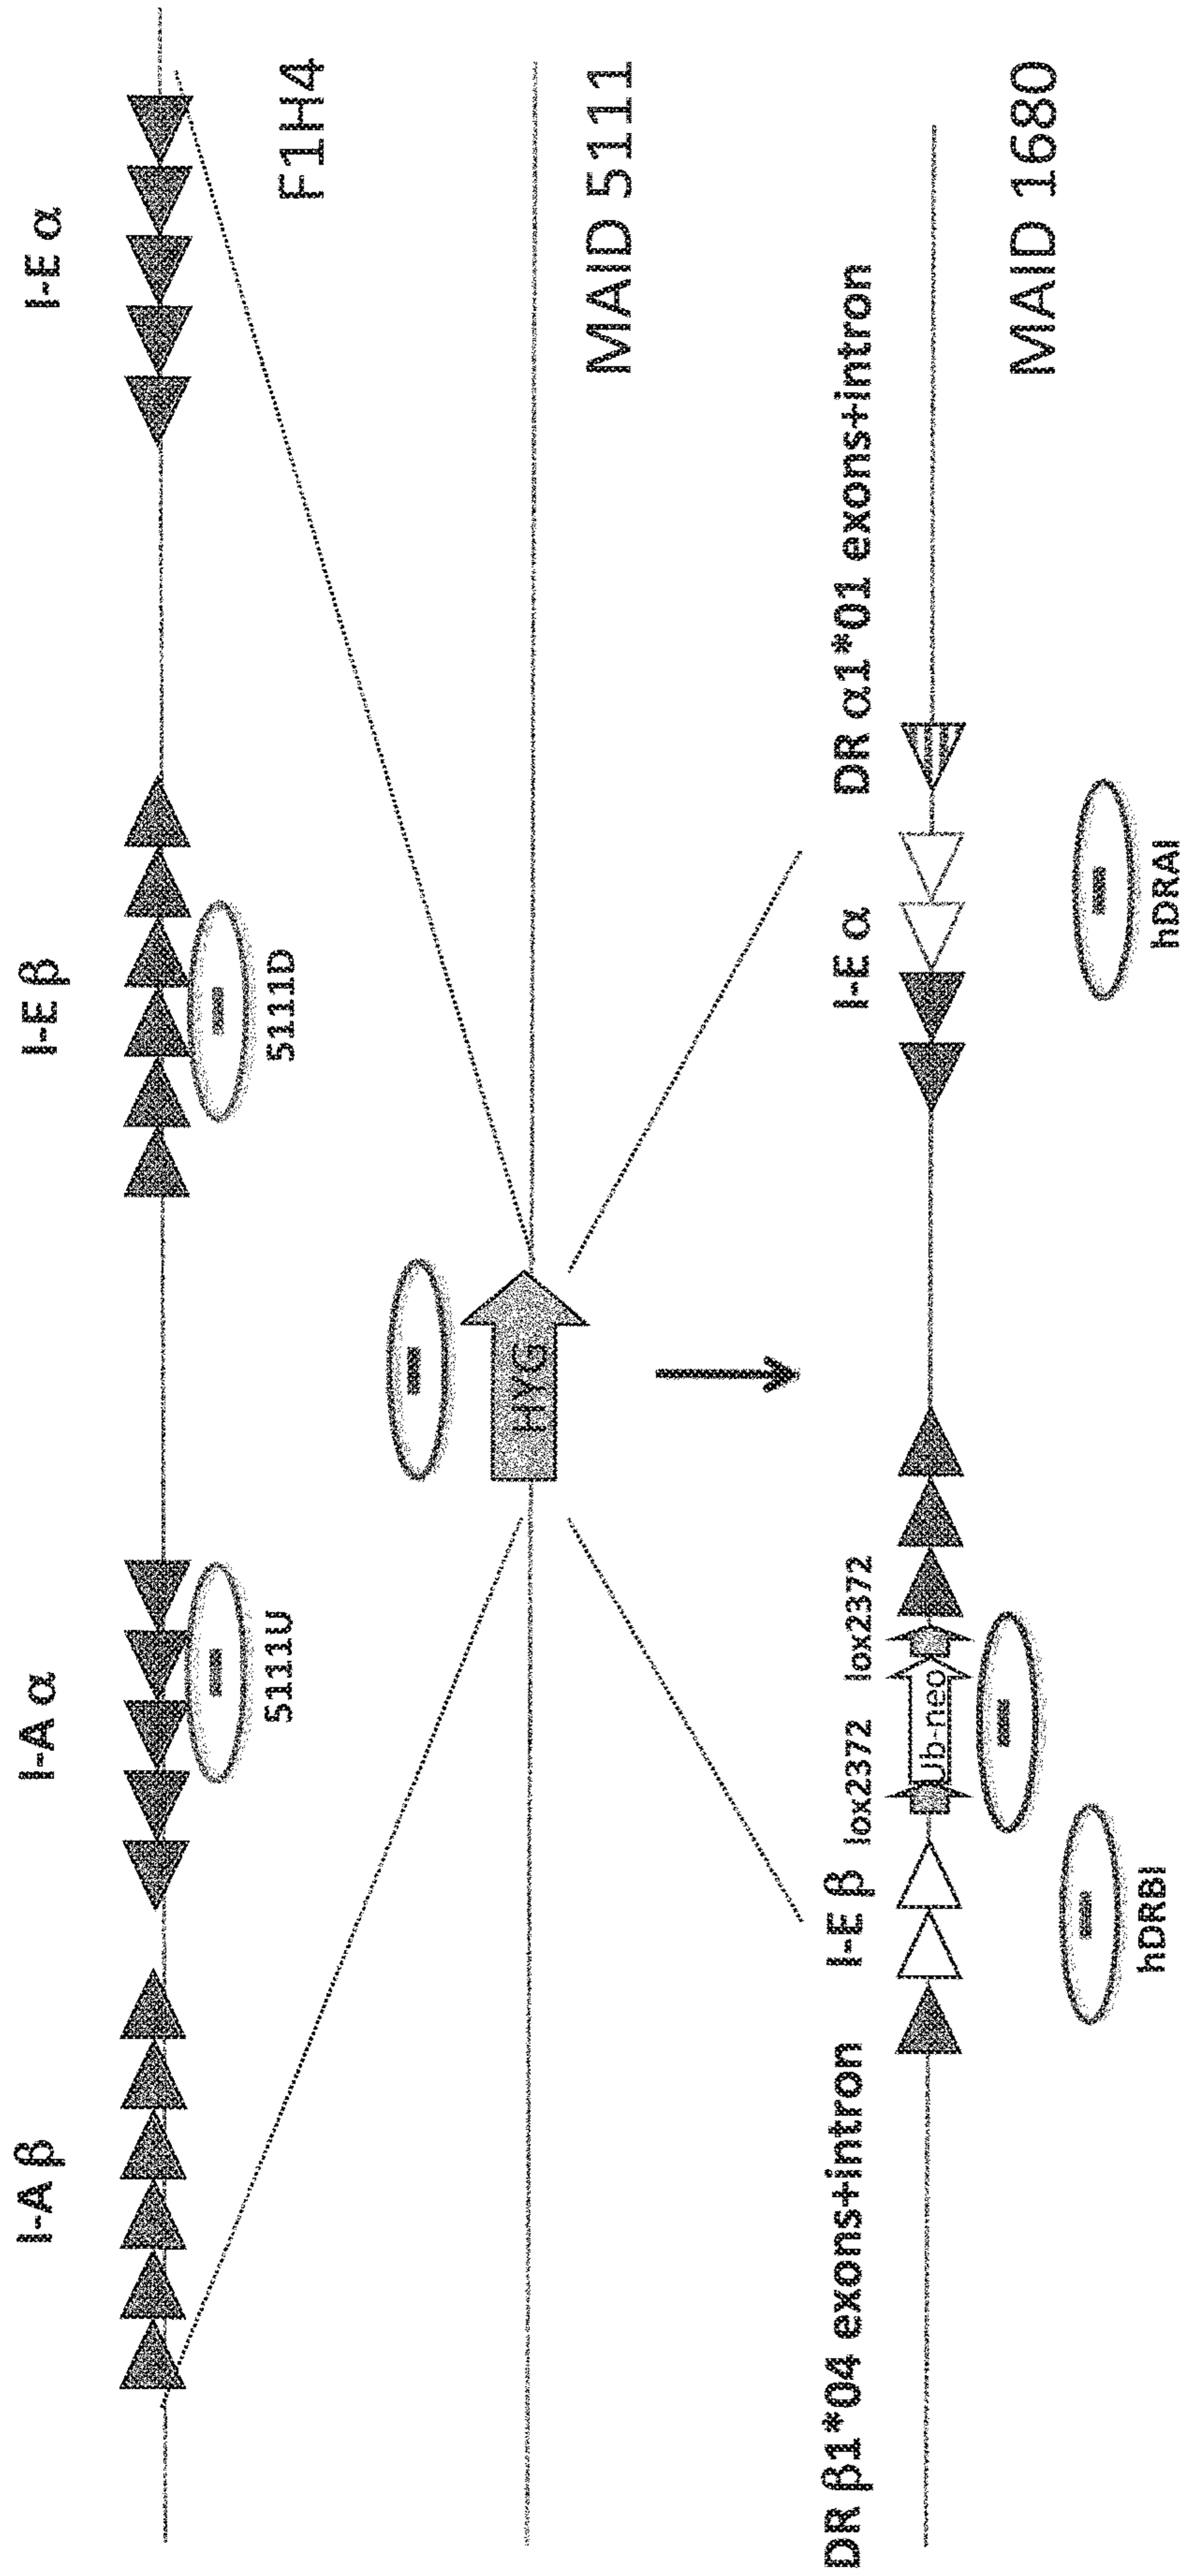 I-A β
I-A α
I-E β
I-E α
5111U
5111D
F1H4
HYG
MAID 5111
DR β1*04 exons+intron
I-E β
lox2372
lox2372
I-E α
DR α1*01 exons+intron
Ub-neo
MAID 1680
hDRBI
hDRAI